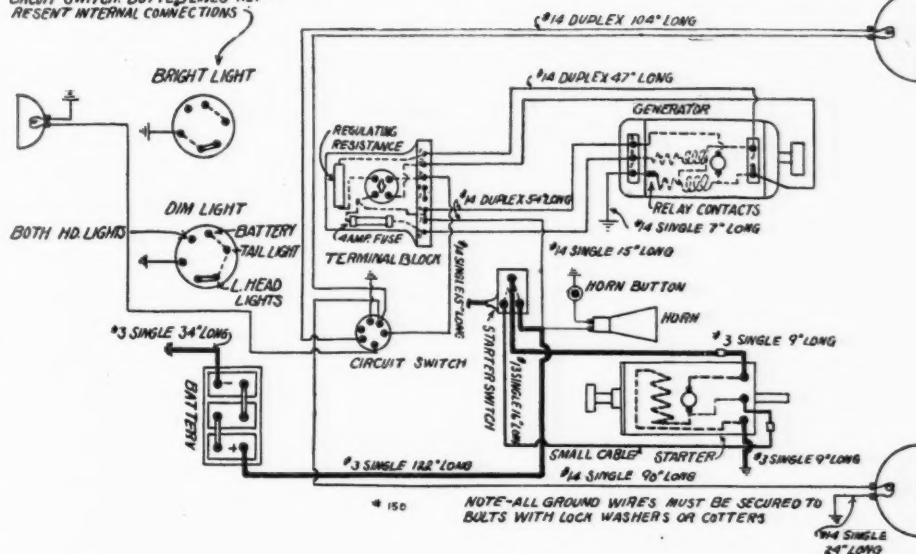 RESENT INTERNAL CONNECTIONS
BRIGHT LIGHT
#14 DUPLEX 104" LONG
#14 DUPLEX 47" LONG
GENERATOR
REGULATING
RESISTANCE
#14 DUPLEX 54" LONG
RELAY CONTACTS
#14 SINGLE 7" LONG
4 AMP. FUSE
TERMINAL BLOCK
#14 SINGLE 15" LONG
DIM LIGHT
BOTH HD. LIGHTS
BATTERY
TAIL LIGHT
L. HEAD
LIGHTS
#14 SINGLE 15" LONG
HORN BUTTON
HORN
STARTER SWITCH
#3 SINGLE 16" LONG
#3 SINGLE 9" LONG
#3 SINGLE 34" LONG
CIRCUIT SWITCH
BATTERY
-
+
SMALL CABLE
STARTER
#3 SINGLE 9" LONG
#3 SINGLE 122" LONG
#14 SINGLE 90" LONG
150
NOTE-ALL GROUND WIRES MUST BE SECURED TO
BOLTS WITH LOCK WASHERS OR COTTERS
#14 SINGLE
24" LONG